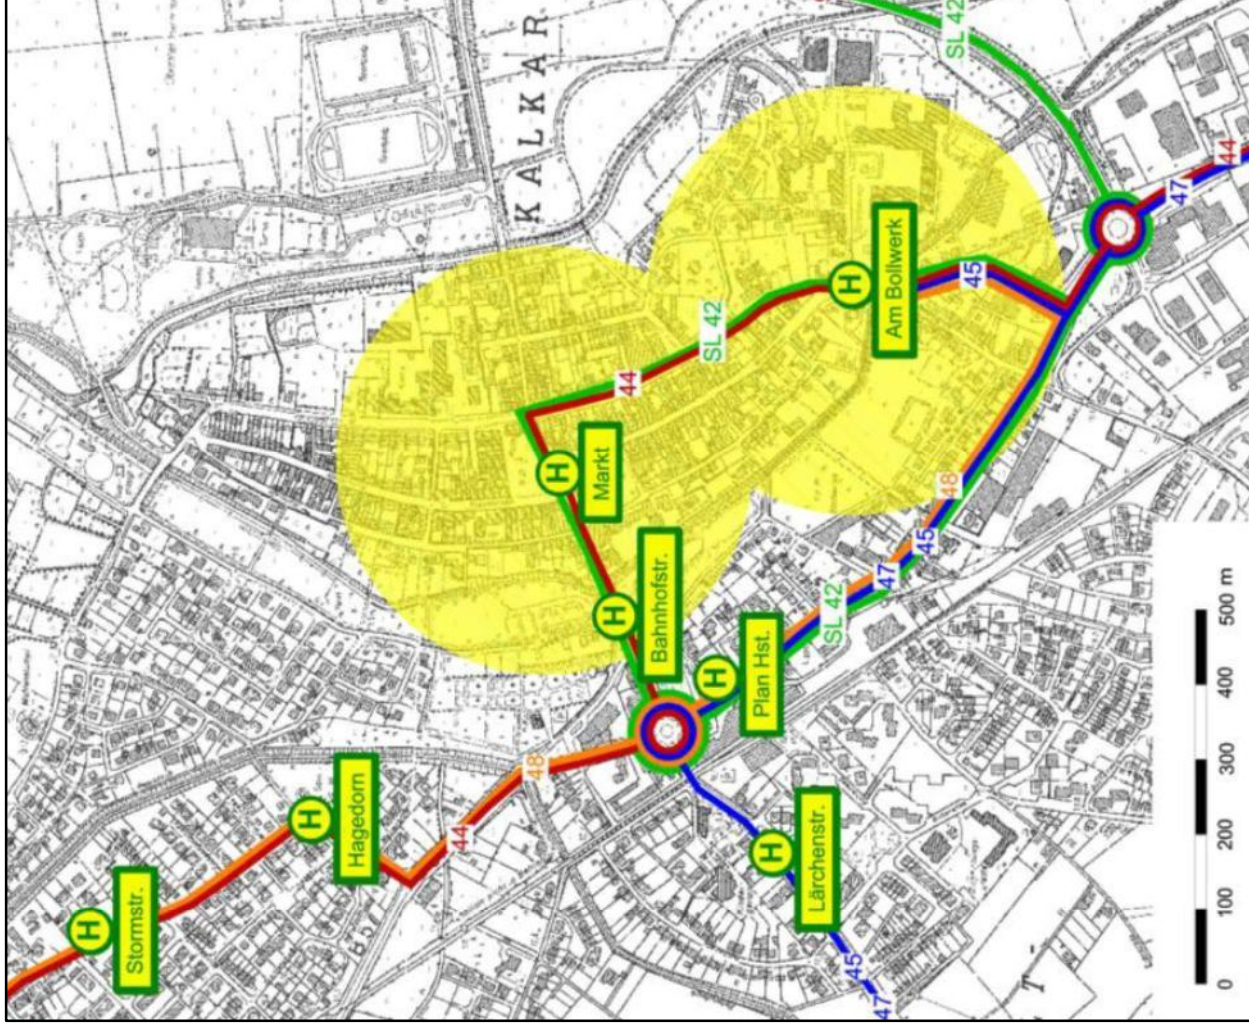 SL 42
KALKAR
44
47
H
Am Bollwerk
45
SL 42
44
H
Markt
48
45
47
SL 42
H
Bahnhofstr.
H
Plan Hst.
48
44
H
Hagedorn
H
Stormstr.
H
Lärchenstr.
45
47
0
100
200
300
400
500 m
T -